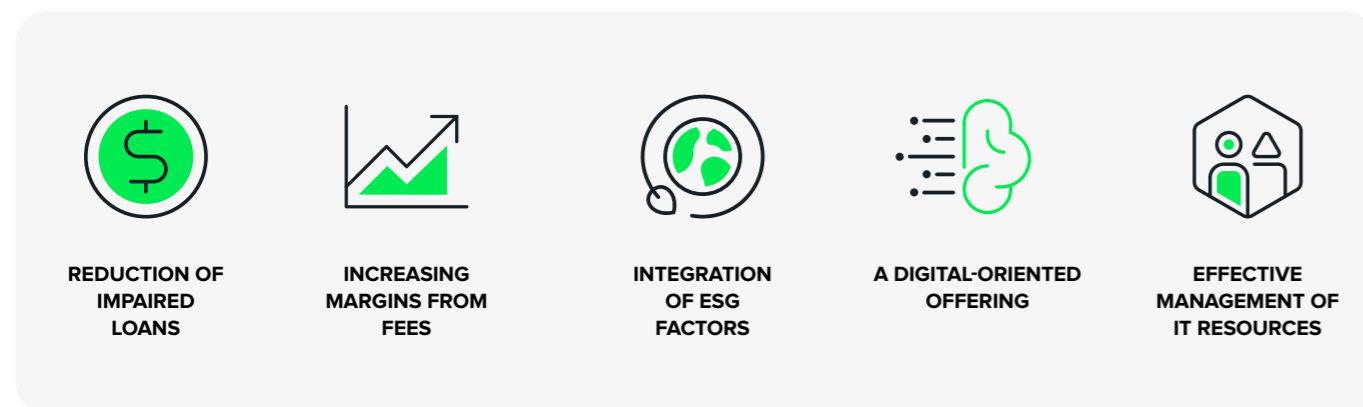 REDUCTION OF
IMPAIRED
LOANS
INCREASING
MARGINS FROM
FEES
INTEGRATION
OF ESG
FACTORS
A DIGITAL-ORIENTED
OFFERING
EFFECTIVE
MANAGEMENT OF
IT RESOURCES